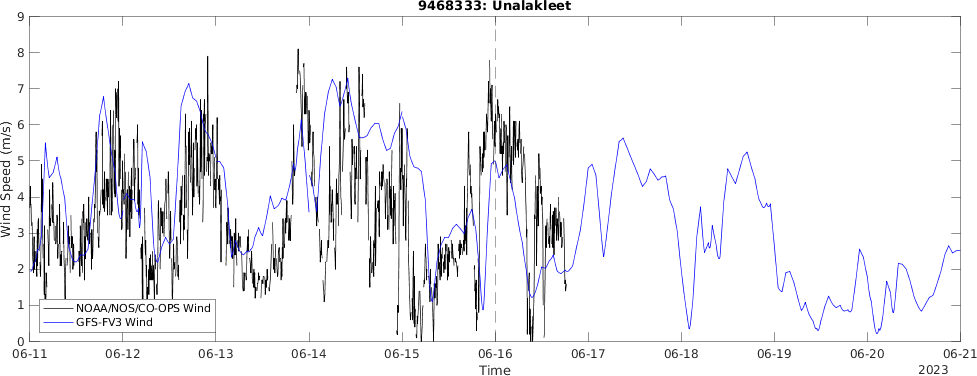 9468333: Unalakleet
9
8
7
6
5
4
3
2
1
0
Wind Speed (m/s)
NOAA/NOS/CO-OPS Wind
GFS-FV3 Wind
06-11 06-12 06-13 06-14 06-15 06-16 06-17 06-18 06-19 06-20 06-21
Time
2023